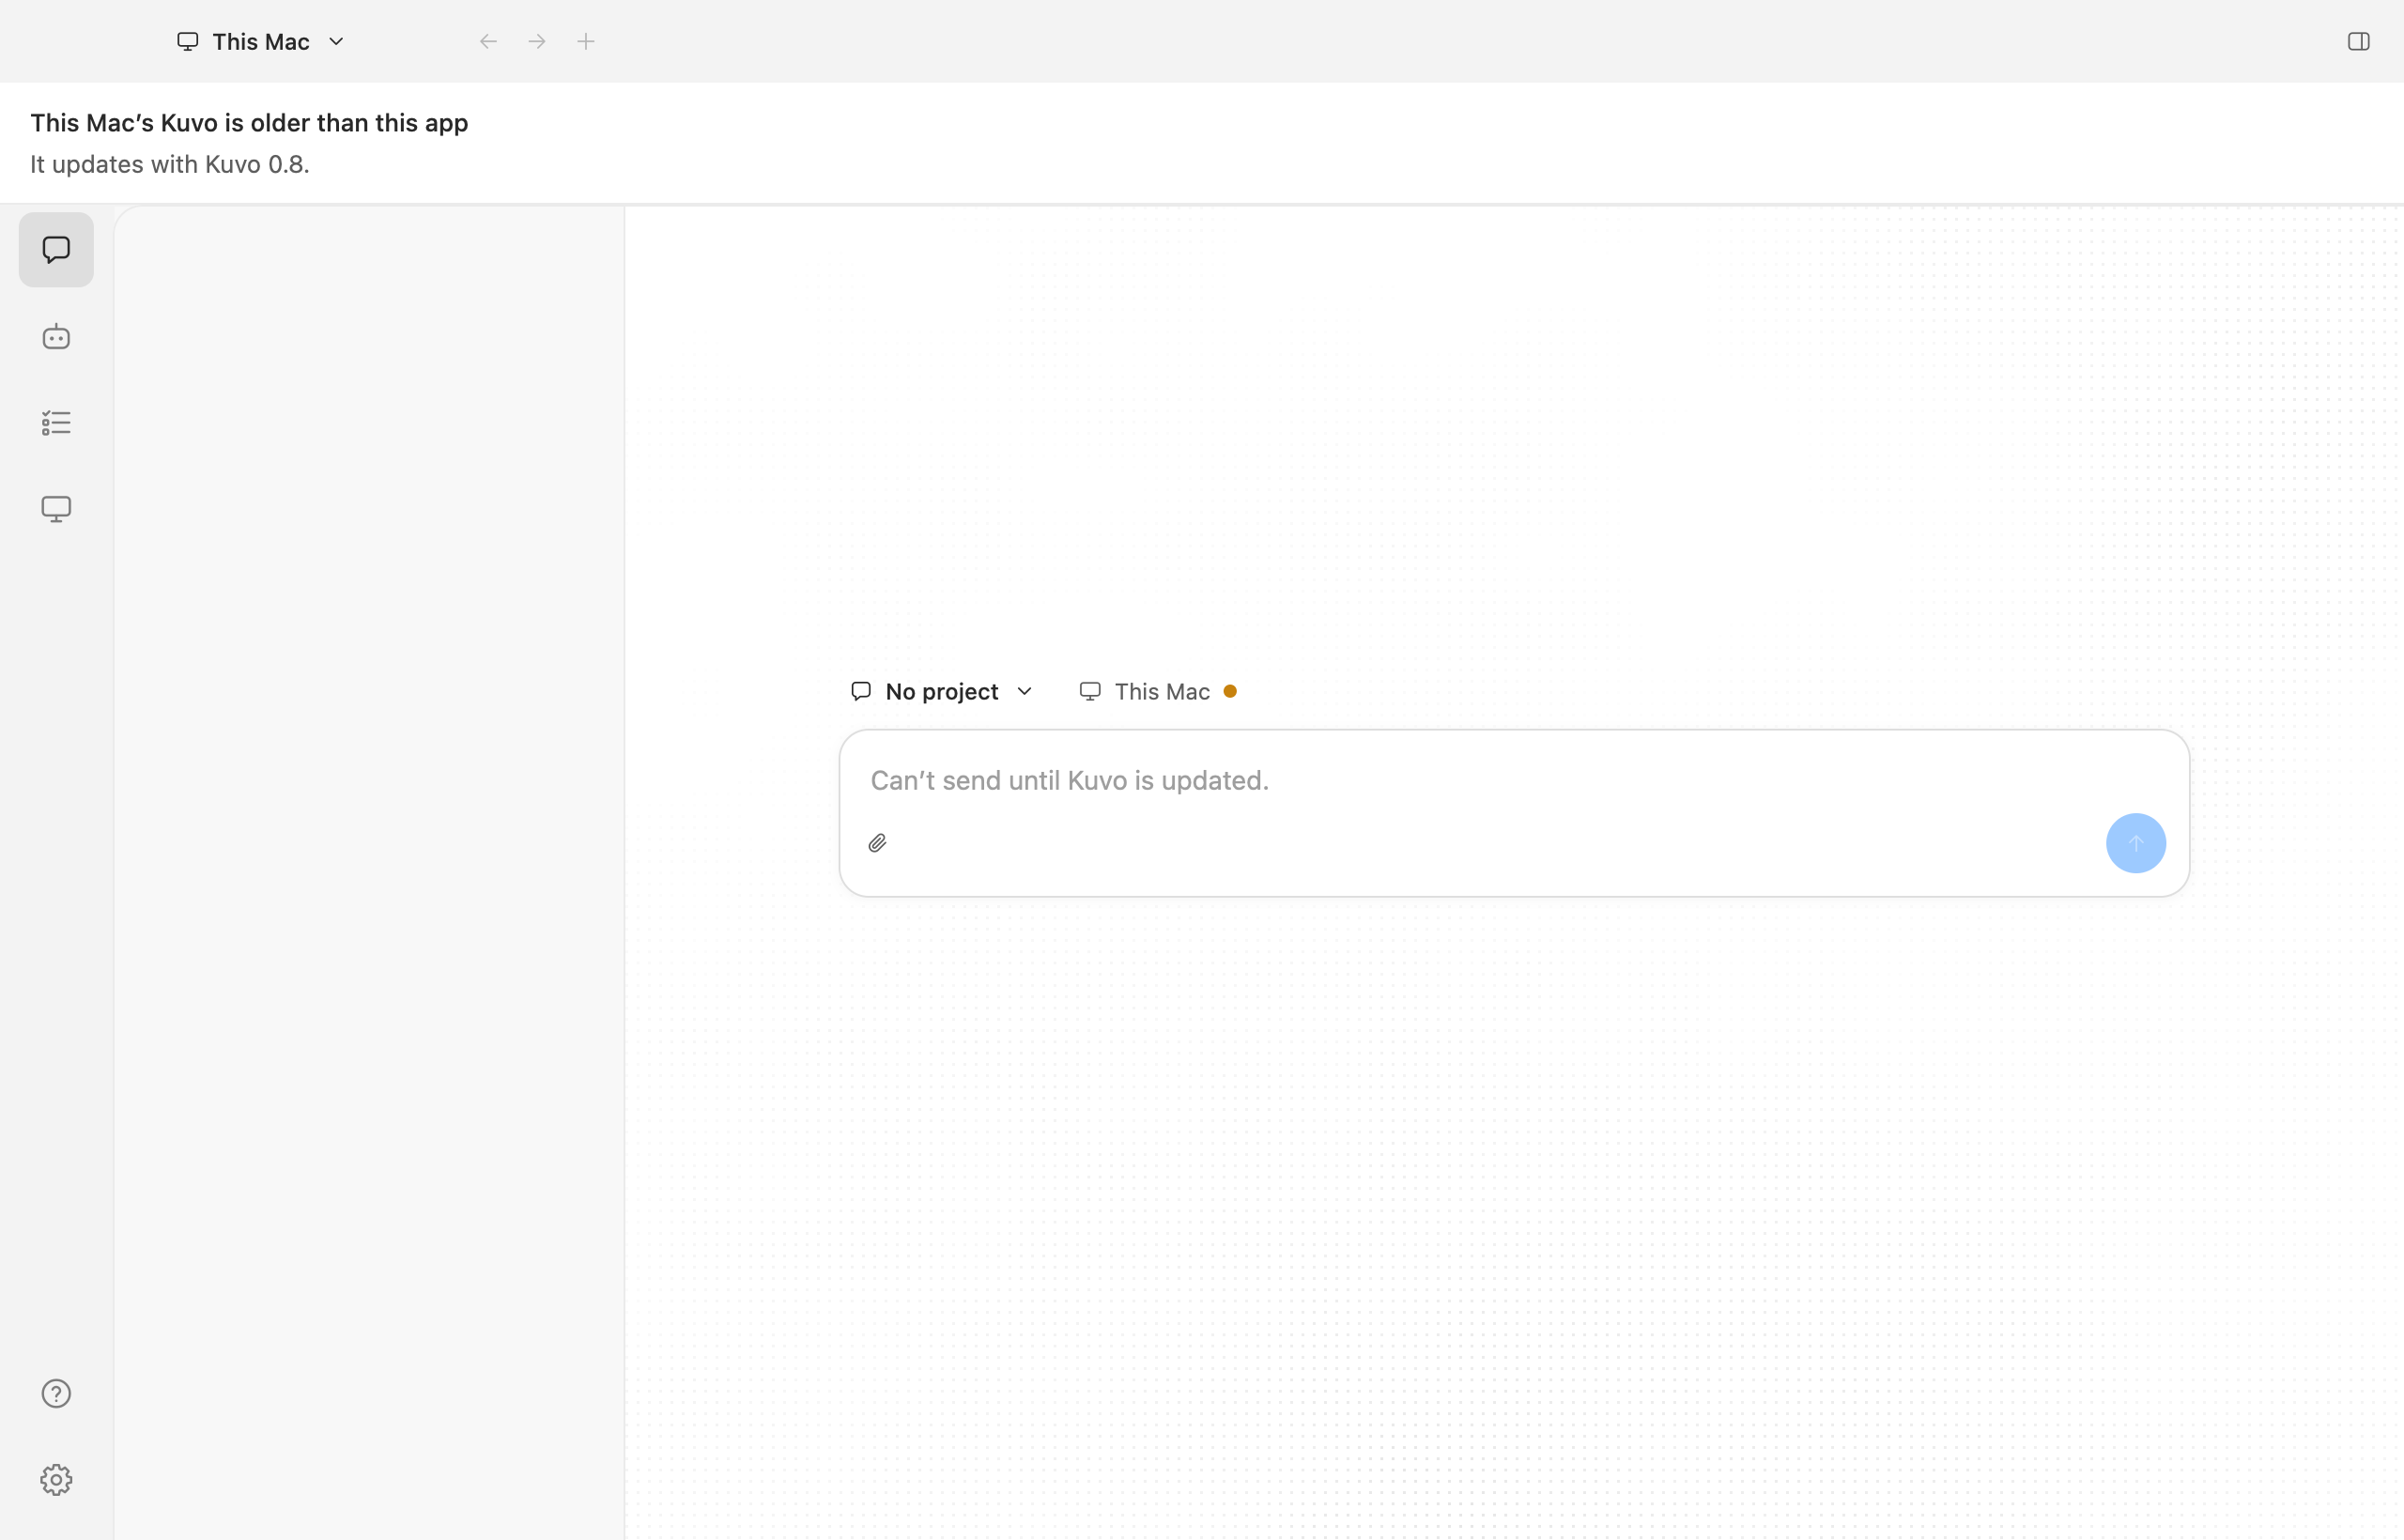 This Mac
This Mac’s Kuvo is older than this app
It updates with Kuvo 0.8.
No project
This Mac
Can’t send until Kuvo is updated.